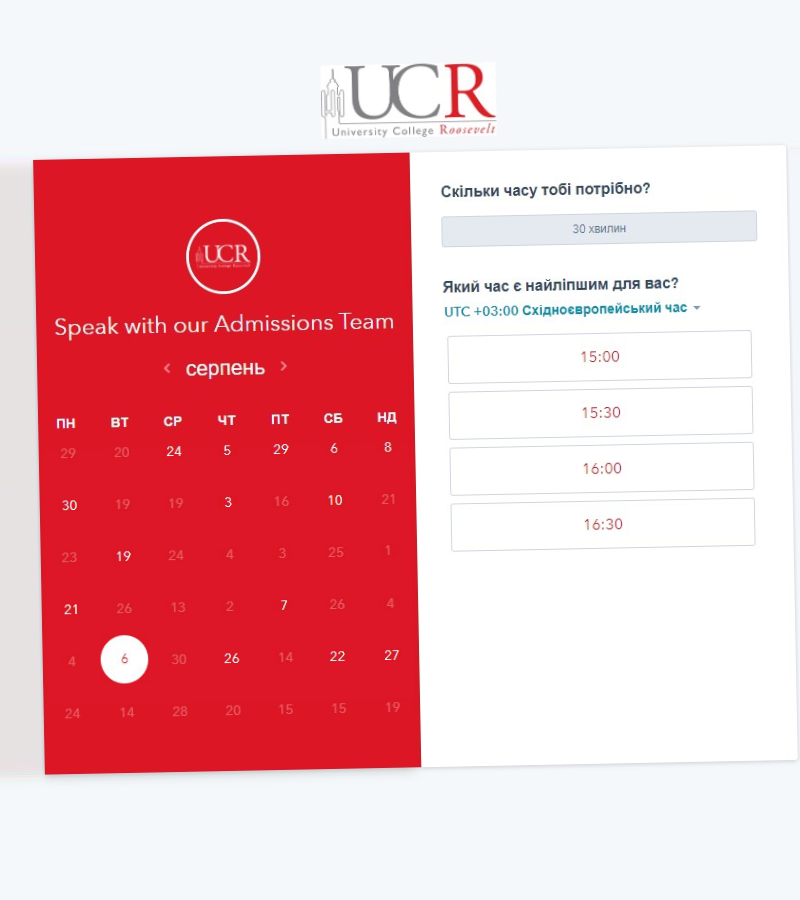 UCR
University College Roosevelt
UCR
University College Roosevelt
Speak with our Admissions Team
серпень
ПН ВТ СР ЧТ ПТ СБ НД
29 20 24 5 29 6 8
30 19 19 3 16 10 21
23 19 24 4 3 25 1
21 26 13 2 7 26 4
4 6 30 26 14 22 27
24 14 28 20 15 15 19
Скільки часу тобі потрібно?
30 хвилин
Який час є найліпшим для вас?
UTC +03:00 Східноєвропейський час
15:00
15:30
16:00
16:30